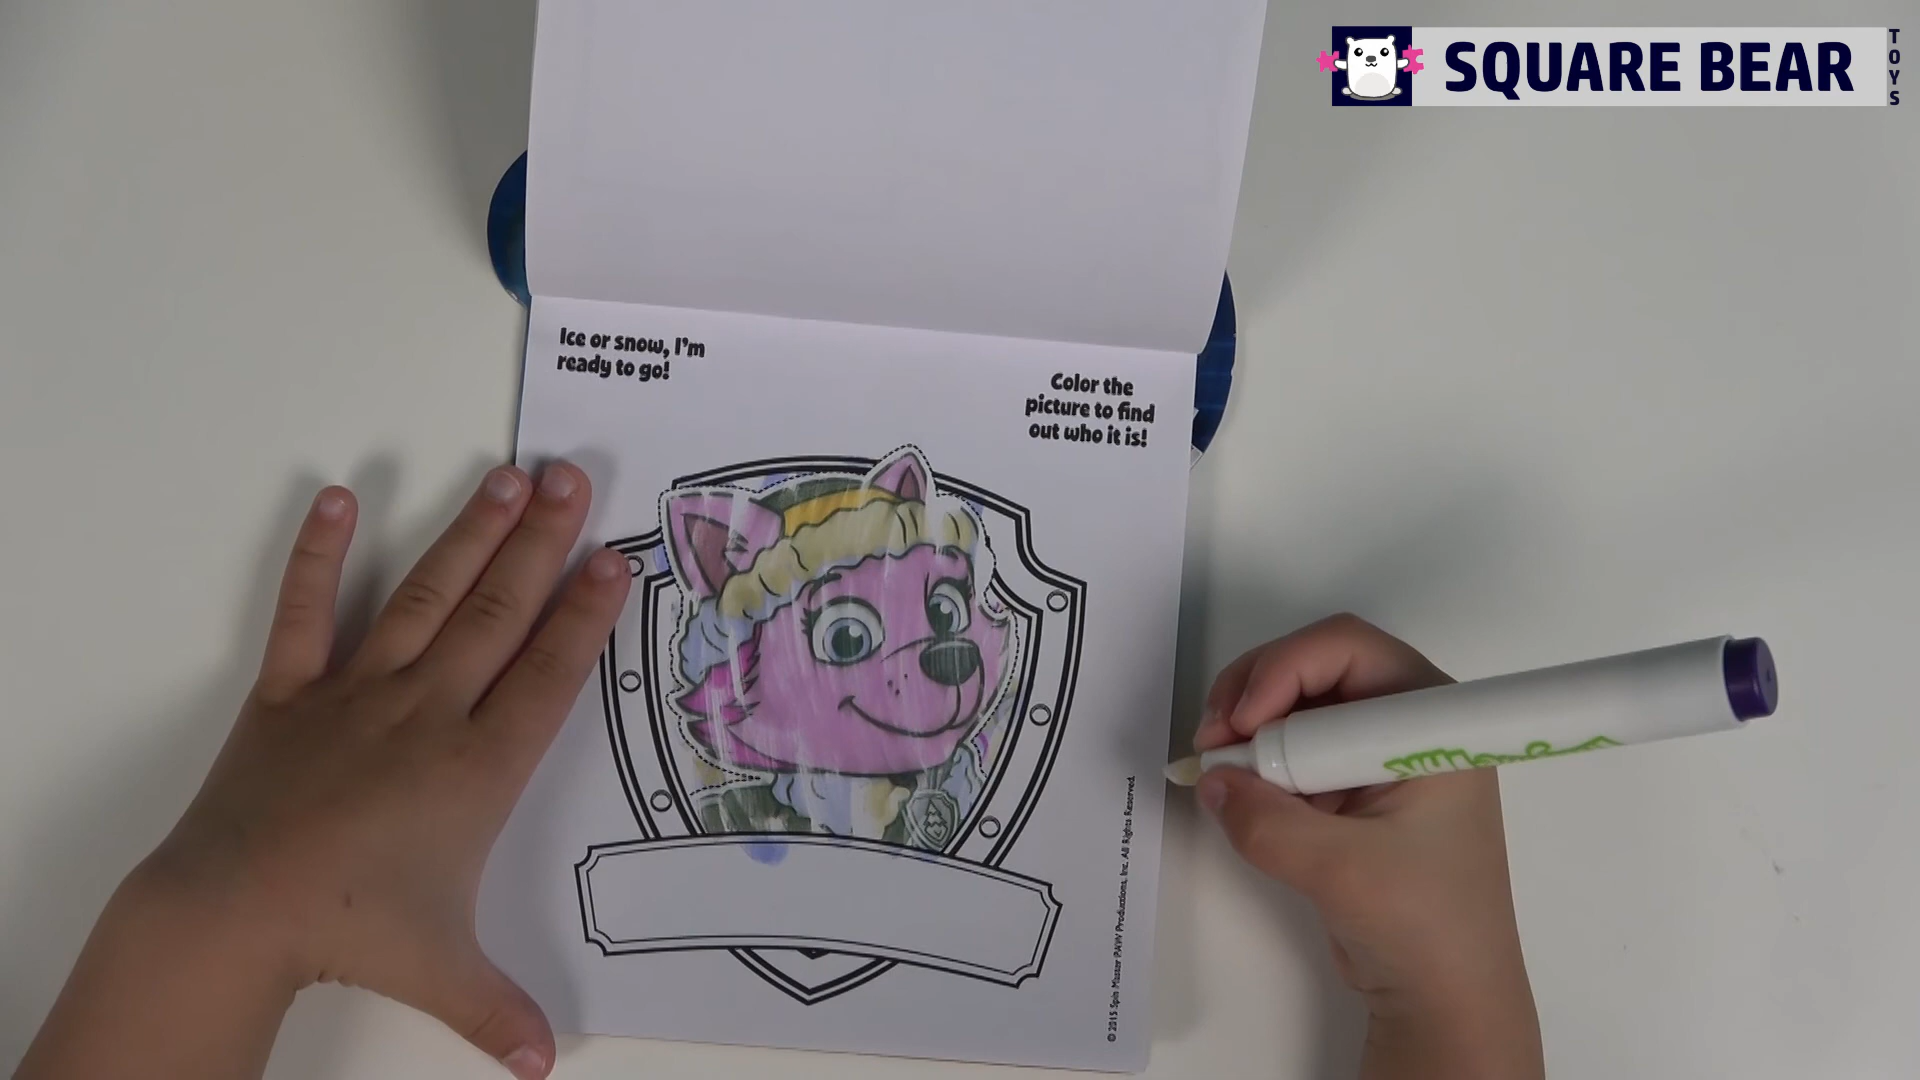 SQUARE BEAR
TOYS
Ice or snow, I'm
ready to go!
Color the
picture to find
out who it is!
© 2015 Spin Master PAW Productions, Inc. All Rights Reserved.